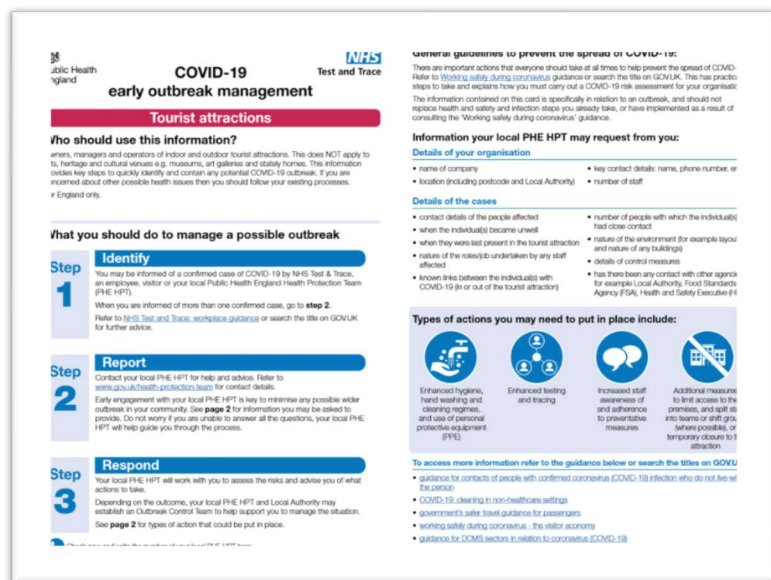 ublic Health
ngland
COVID-19
early outbreak management
NHS
Test and Trace
Tourist attractions
Who should use this information?
wners, managers and operators of indoor and outdoor tourist attractions. This does NOT apply to
ts, heritage and cultural venues e.g. museums, art galleries and stately homes. This information
ovides key steps to quickly identify and contain any potential COVID-19 outbreak. If you are
ncerned about other possible health issues then you should follow your existing processes.
or England only.
What you should do to manage a possible outbreak
Step
1
Identify
You may be informed of a confirmed case of COVID-19 by NHS Test & Trace,
an employee, visitor or your local Public Health England Health Protection Team
(PHE HPT).
When you are informed of more than one confirmed case, go to step 2.
Refer to NHS Test and Trace: workplace guidance or search the title on GOV.UK
for further advice.
Step
2
Report
Contact your local PHE HPT for help and advice. Refer to
www.gov.uk/health-protection-team for contact details.
Early engagement with your local PHE HPT is key to minimise any possible wider
outbreak in your community. See page 2 for information you may be asked to
provide. Do not worry if you are unable to answer all the questions, your local PHE
HPT will help guide you through the process.
Step
3
Respond
Your local PHE HPT will work with you to assess the risks and advise you of what
actions to take.
Depending on the outcome, your local PHE HPT and Local Authority may
establish an Outbreak Control Team to help support you to manage the situation.
See page 2 for types of action that could be put in place.
General guidelines to prevent the spread of COVID-19:
There are important actions that everyone should take at all times to help prevent the spread of COVID-
Refer to Working safely during coronavirus guidance or search the title on GOV.UK. This has practic
steps to take and explains how you must carry out a COVID-19 risk assessment for your organisatio
The information contained on this card is specifically in relation to an outbreak, and should not
replace health and safety and infection steps you already take, or have implemented as a result of
consulting the 'Working safely during coronavirus' guidance.
Information your local PHE HPT may request from you:
Details of your organisation
• name of company
• location (including postcode and Local Authority)
• key contact details: name, phone number, em
• number of staff
Details of the cases
• contact details of the people affected
• when the individual(s) became unwell
• when they were last present in the tourist attraction
• nature of the roles/job undertaken by any staff
affected
• known links between the individual(s) with
COVID-19 (in or out of the tourist attraction)
• number of people with which the individual(s)
had close contact
• nature of the environment (for example layou
and nature of any buildings)
• details of control measures
• has there been any contact with other agenci
for example Local Authority, Food Standards
Agency (FSA), Health and Safety Executive (H
Types of actions you may need to put in place include:
Enhanced hygiene,
hand washing and
cleaning regimes,
and use of personal
protective equipment
(PPE)
Enhanced testing
and tracing
Increased staff
awareness of
and adherence
to preventative
measures
Additional measures
to limit access to the
premises, and split sta
into teams or shift grou
(where possible), or
temporary closure to t
attraction
To access more information refer to the guidance below or search the titles on GOV.U
• guidance for contacts of people with confirmed coronavirus (COVID-19) infection who do not live wi
the person
• COVID-19: cleaning in non-healthcare settings
• government's safer travel guidance for passengers
• working safely during coronavirus - the visitor economy
• guidance for DCMS sectors in relation to coronavirus (COVID-19)